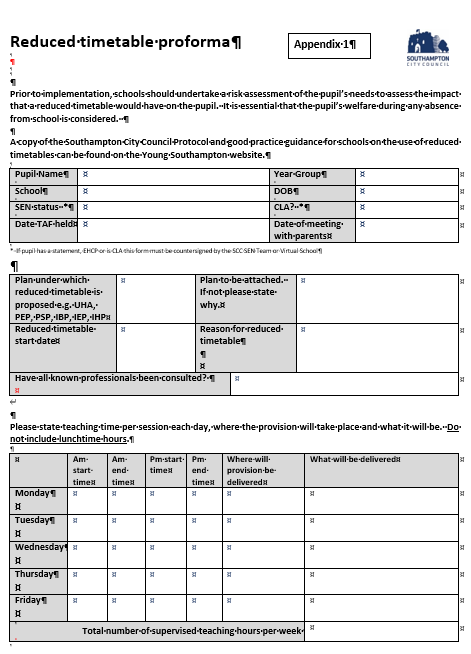 Reduced timetable proforma¶
Appendix 1¶
SOUTHAMPTON
CITY COUNCIL
¶
¶
Prior to implementation, schools should undertake a risk assessment of the pupil's needs to assess the impact
that a reduced timetable would have on the pupil. It is essential that the pupil's welfare during any absence
from school is considered. ¶
¶
A copy of the Southampton City Council Protocol and good practice guidance for schools on the use of reduced
timetables can be found on the Young Southampton website.¶
Pupil Name¶ ¤ Year Group¶ ¤
School¶ ¤ DOB¶ ¤
SEN status *¶ ¤ CLA? *¶ ¤
Date TAF held¤ ¤ Date of meeting
with parents¤ ¤
* If pupil has a statement, EHCP or is CLA this form must be countersigned by the SCC SEN Team or Virtual School¶
¶
Plan under which
reduced timetable is
proposed e.g. UHA,
PEP, PSP, IBP, IEP, IHP¤ ¤
Plan to be attached.
If not please state
why.¤ ¤
Reduced timetable
start date¤ ¤
Reason for reduced
timetable¶
¶
¤ ¤
Have all known professionals been consulted? ¶
¤ ¤
↵
¶
Please state teaching time per session each day, where the provision will take place and what it will be. Do
not include lunchtime hours.¶
¤ Am start time¤ Am end time¤ Pm start time¤ Pm end time¤ Where will provision be delivered¤ What will be delivered¤
Monday¶
¤ ¤ ¤ ¤ ¤ ¤ ¤
Tuesday¶
¤ ¤ ¤ ¤ ¤ ¤ ¤
Wednesday¶
¤ ¤ ¤ ¤ ¤ ¤ ¤
Thursday¶
¤ ¤ ¤ ¤ ¤ ¤ ¤
Friday¶
¤ ¤ ¤ ¤ ¤ ¤ ¤
Total number of supervised teaching hours per week ¤